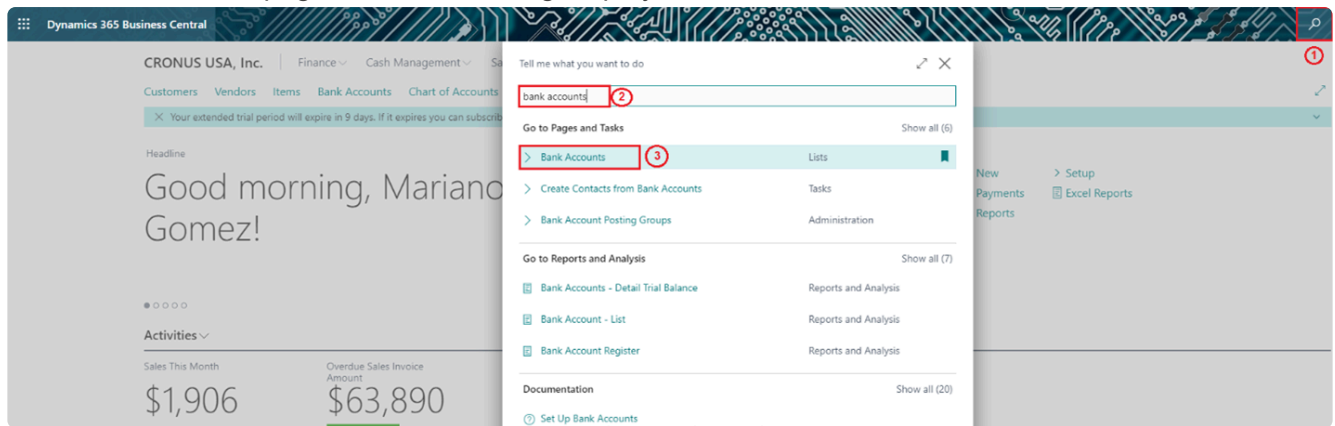 Dynamics 365 Business Central
1
CRONUS USA, Inc. Finance Cash Management Sa
Customers Vendors Items Bank Accounts Chart of Accounts
Your extended trial period will expire in 9 days. If it expires you can subscrib
Headline
Good morning, Mariano
Gomez!
Activities
Sales This Month
$1,906
Overdue Sales Invoice
Amount
$63,890
Tell me what you want to do
bank accounts 2
Go to Pages and Tasks Show all (6)
Bank Accounts 3 Lists
Create Contacts from Bank Accounts Tasks
Bank Account Posting Groups Administration
Go to Reports and Analysis Show all (7)
Bank Accounts - Detail Trial Balance Reports and Analysis
Bank Account - List Reports and Analysis
Bank Account Register Reports and Analysis
Documentation Show all (20)
Set Up Bank Accounts
New > Setup
Payments Excel Reports
Reports